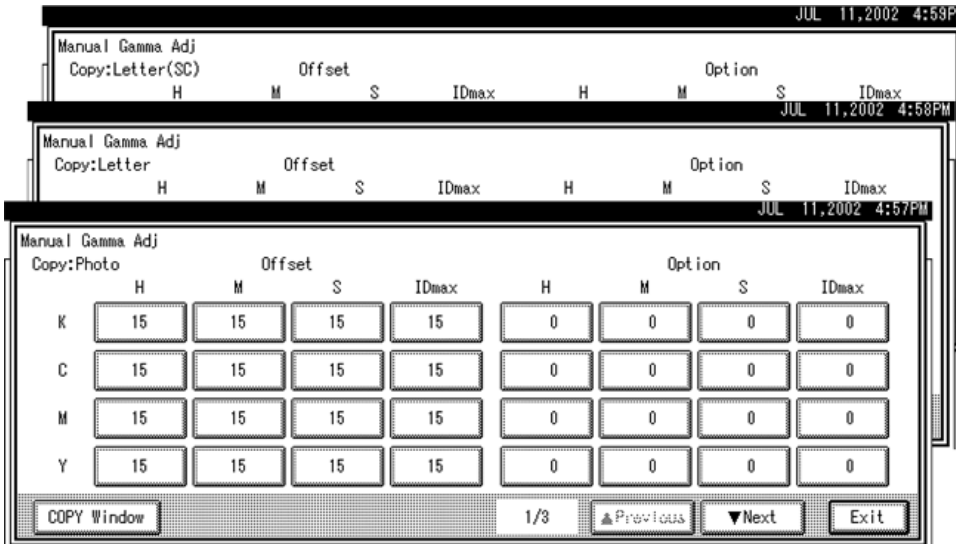 JUL 11,2002 4:59P
Manual Gamma Adj
Copy:Letter(SC) Offset Option
H M S IDmax H M S IDmax
JUL 11,2002 4:58PM
Manual Gamma Adj
Copy:Letter Offset Option
H M S IDmax H M S IDmax
JUL 11,2002 4:57PM
Manual Gamma Adj
Copy:Photo Offset Option
H M S IDmax H M S IDmax
K 15 15 15 15 0 0 0 0
C 15 15 15 15 0 0 0 0
M 15 15 15 15 0 0 0 0
Y 15 15 15 15 0 0 0 0
COPY Window 1/3 ▲Previous ▼Next Exit